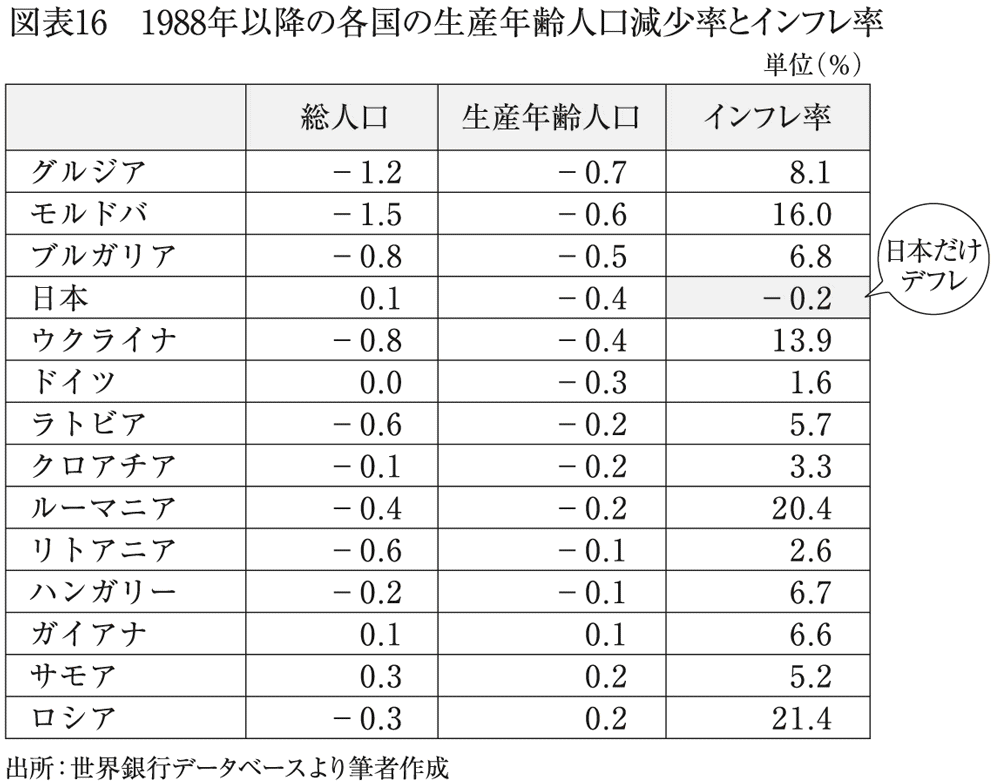 図表16　1988年以降の各国の生産年齢人口減少率とインフレ率
単位（％）
総人口 生産年齢人口 インフレ率
グルジア －1.2 －0.7 8.1
モルドバ －1.5 －0.6 16.0
ブルガリア －0.8 －0.5 6.8
日本 0.1 －0.4 －0.2
日本だけ
デフレ
ウクライナ －0.8 －0.4 13.9
ドイツ 0.0 －0.3 1.6
ラトビア －0.6 －0.2 5.7
クロアチア －0.1 －0.2 3.3
ルーマニア －0.4 －0.2 20.4
リトアニア －0.6 －0.1 2.6
ハンガリー －0.2 －0.1 6.7
ガイアナ 0.1 0.1 6.6
サモア 0.3 0.2 5.2
ロシア －0.3 0.2 21.4
出所：世界銀行データベースより筆者作成